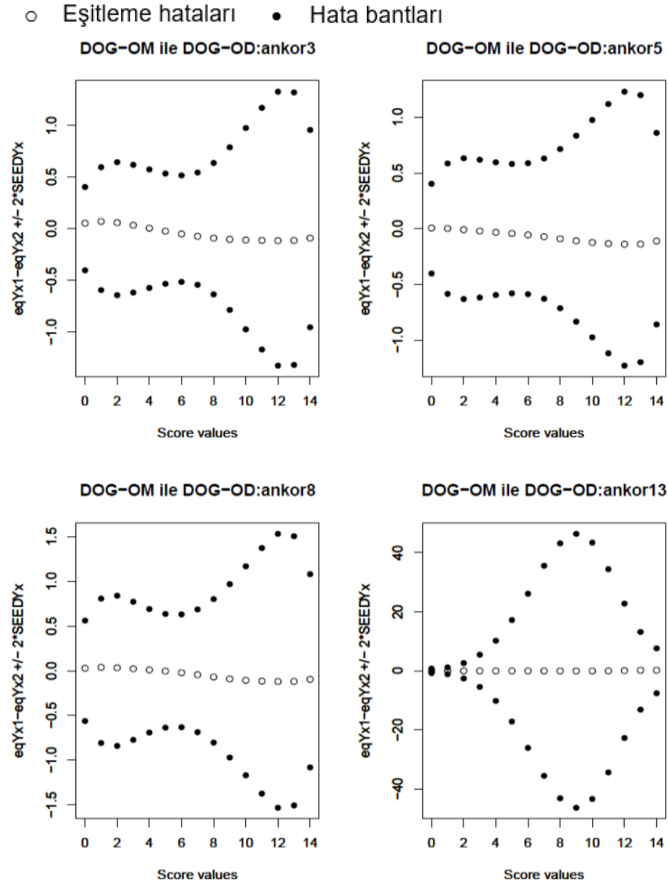 ○ Eşitleme hataları ● Hata bantları
DOG−OM ile DOG−OD:ankor3
eqYx1−eqYx2 +/− 2*SEEDYx
1.0
0.5
0.0
−0.5
−1.0
0 2 4 6 8 10 12 14
Score values
DOG−OM ile DOG−OD:ankor5
eqYx1−eqYx2 +/− 2*SEEDYx
1.0
0.5
0.0
−0.5
−1.0
0 2 4 6 8 10 12 14
Score values
DOG−OM ile DOG−OD:ankor8
eqYx1−eqYx2 +/− 2*SEEDYx
1.5
1.0
0.5
0.0
−0.5
−1.0
−1.5
0 2 4 6 8 10 12 14
Score values
DOG−OM ile DOG−OD:ankor13
eqYx1−eqYx2 +/− 2*SEEDYx
40
20
0
−20
−40
0 2 4 6 8 10 12 14
Score values